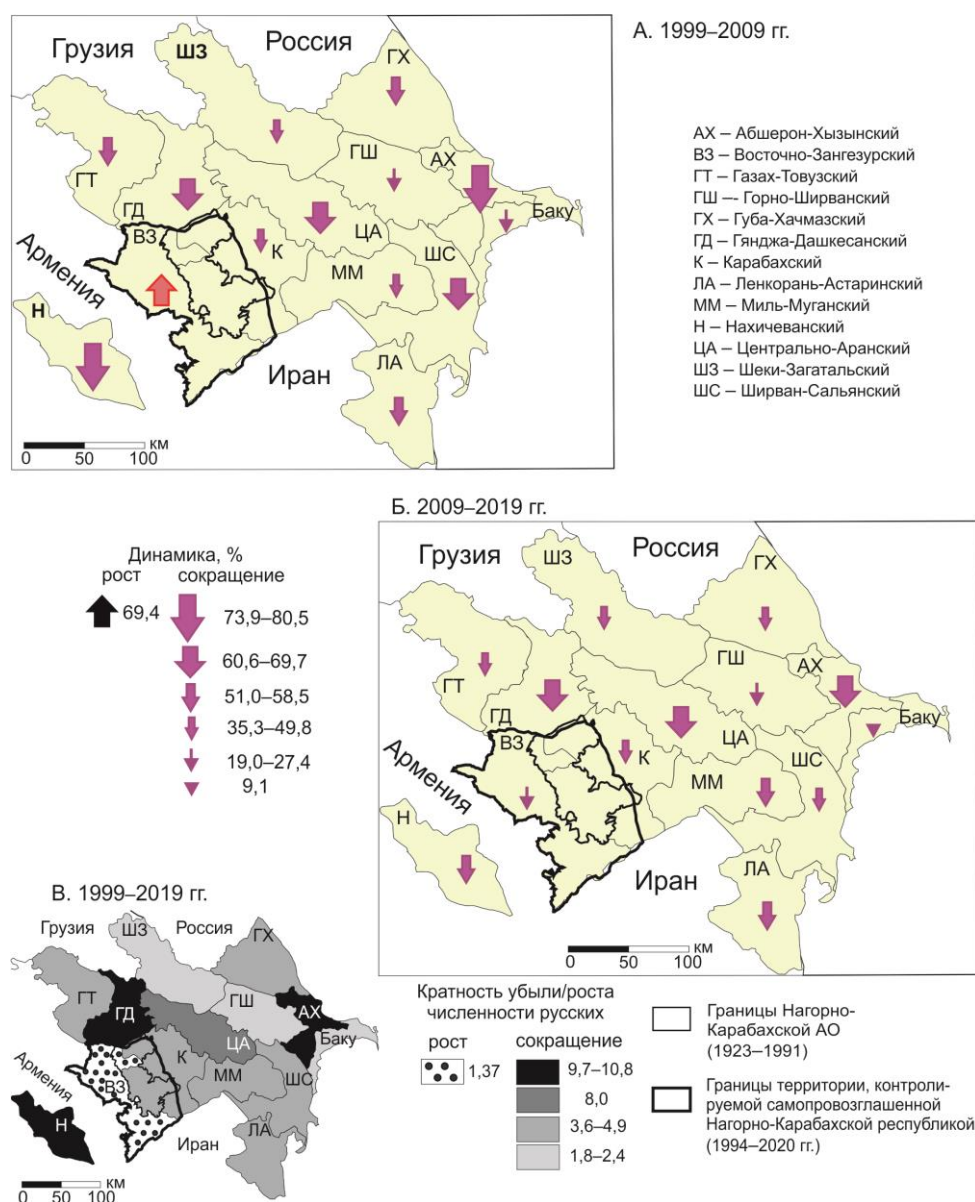 А. 1999–2009 гг.
Грузия
Россия
ШЗ
ГХ
ГТ
ГШ
АХ
Баку
ГД
ВЗ
К
ЦА
ММ
ШС
Армения
Н
Иран
ЛА
0 50 100 км
АХ – Абшерон-Хызынский
ВЗ – Восточно-Зангезурский
ГТ – Газах-Товузский
ГШ –- Горно-Ширванский
ГХ – Губа-Хачмазский
ГД – Гянджа-Дашкесанский
К – Карабахский
ЛА – Ленкорань-Астаринский
ММ – Миль-Муганский
Н – Нахичеванский
ЦА – Центрально-Аранский
ШЗ – Шеки-Загатальский
ШС – Ширван-Сальянский
Б. 2009–2019 гг.
Грузия
Россия
ШЗ
ГХ
ГТ
ГШ
АХ
Баку
ГД
ВЗ
К
ЦА
ММ
ШС
Армения
Н
Иран
ЛА
0 50 100 км
Динамика, %
рост сокращение
69,4
73,9–80,5
60,6–69,7
51,0–58,5
35,3–49,8
19,0–27,4
9,1
В. 1999–2019 гг.
Грузия
Россия
ШЗ
ГХ
ГТ
ГД
ГШ
АХ
Баку
ЦА
К
ВЗ
ММ
ШС
Армения
Н
Иран
ЛА
0 50 100 км
Кратность убыли/роста
численности русских
рост сокращение
1,37
9,7–10,8
8,0
3,6–4,9
1,8–2,4
Границы Нагорно-
Карабахской АО
(1923–1991)
Границы территории, контроли-
руемой самопровозглашенной
Нагорно-Карабахской республикой
(1994–2020 гг.)